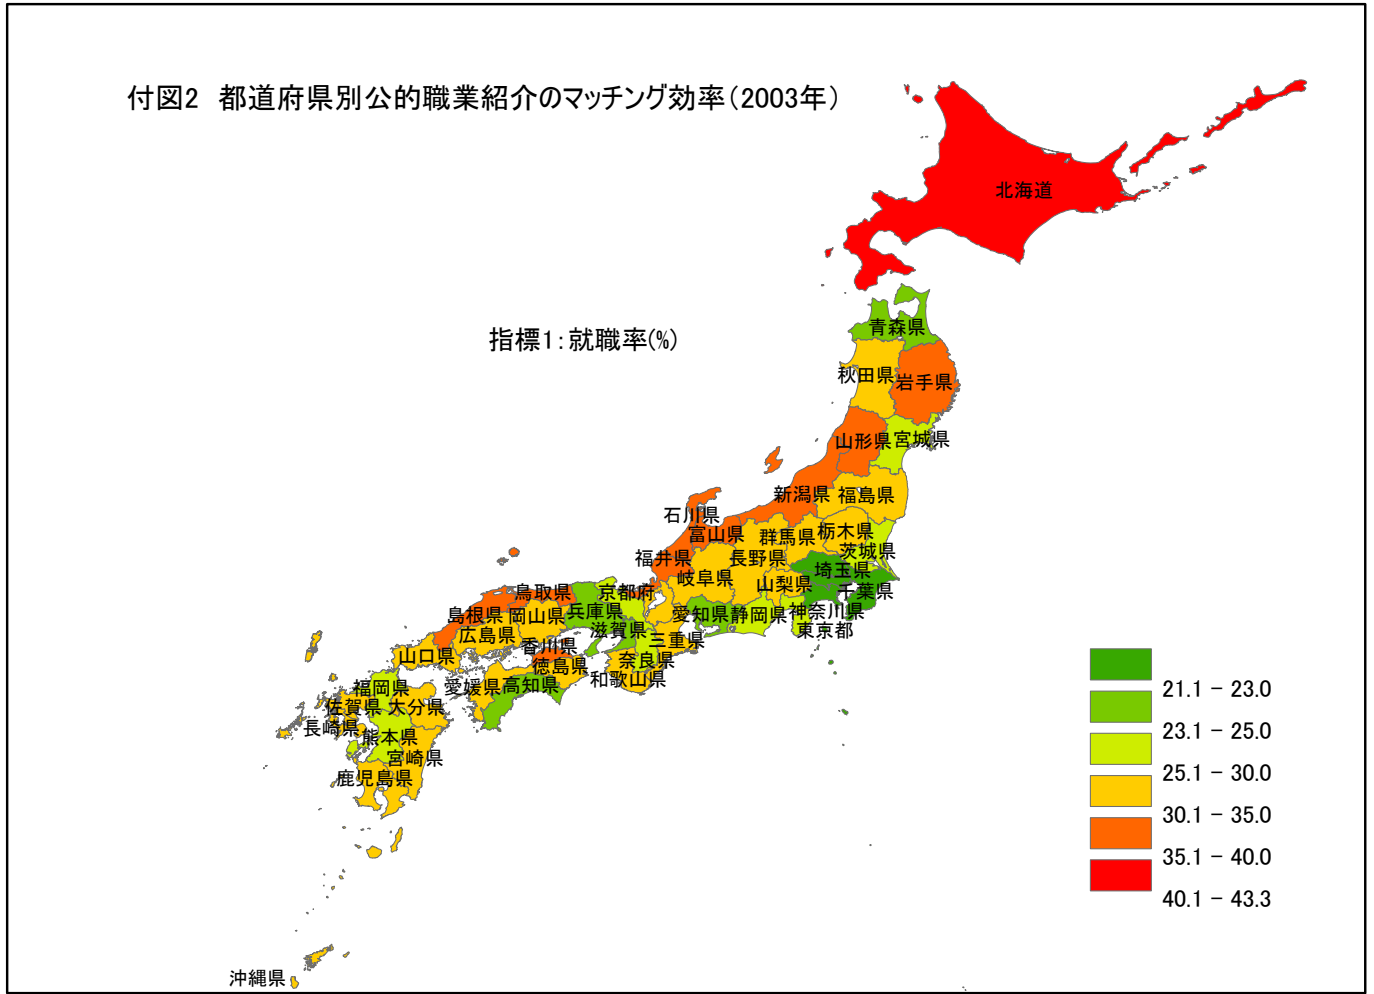 付図2 都道府県別公的職業紹介のマッチング効率（2003年）
北海道
指標1：就職率(%)
青森県
秋田県
岩手県
山形県
宮城県
新潟県
福島県
石川県
富山県
群馬県
栃木県
福井県
長野県
茨城県
岐阜県
山梨県
埼玉県
千葉県
鳥取県
京都府
島根県
岡山県
兵庫県
愛知県
静岡県
神奈川県
東京都
広島県
滋賀県
三重県
山口県
香川県
奈良県
徳島県
和歌山県
福岡県
愛媛県
高知県
佐賀県
大分県
長崎県
熊本県
宮崎県
鹿児島県
沖縄県
21.1 － 23.0
23.1 － 25.0
25.1 － 30.0
30.1 － 35.0
35.1 － 40.0
40.1 － 43.3